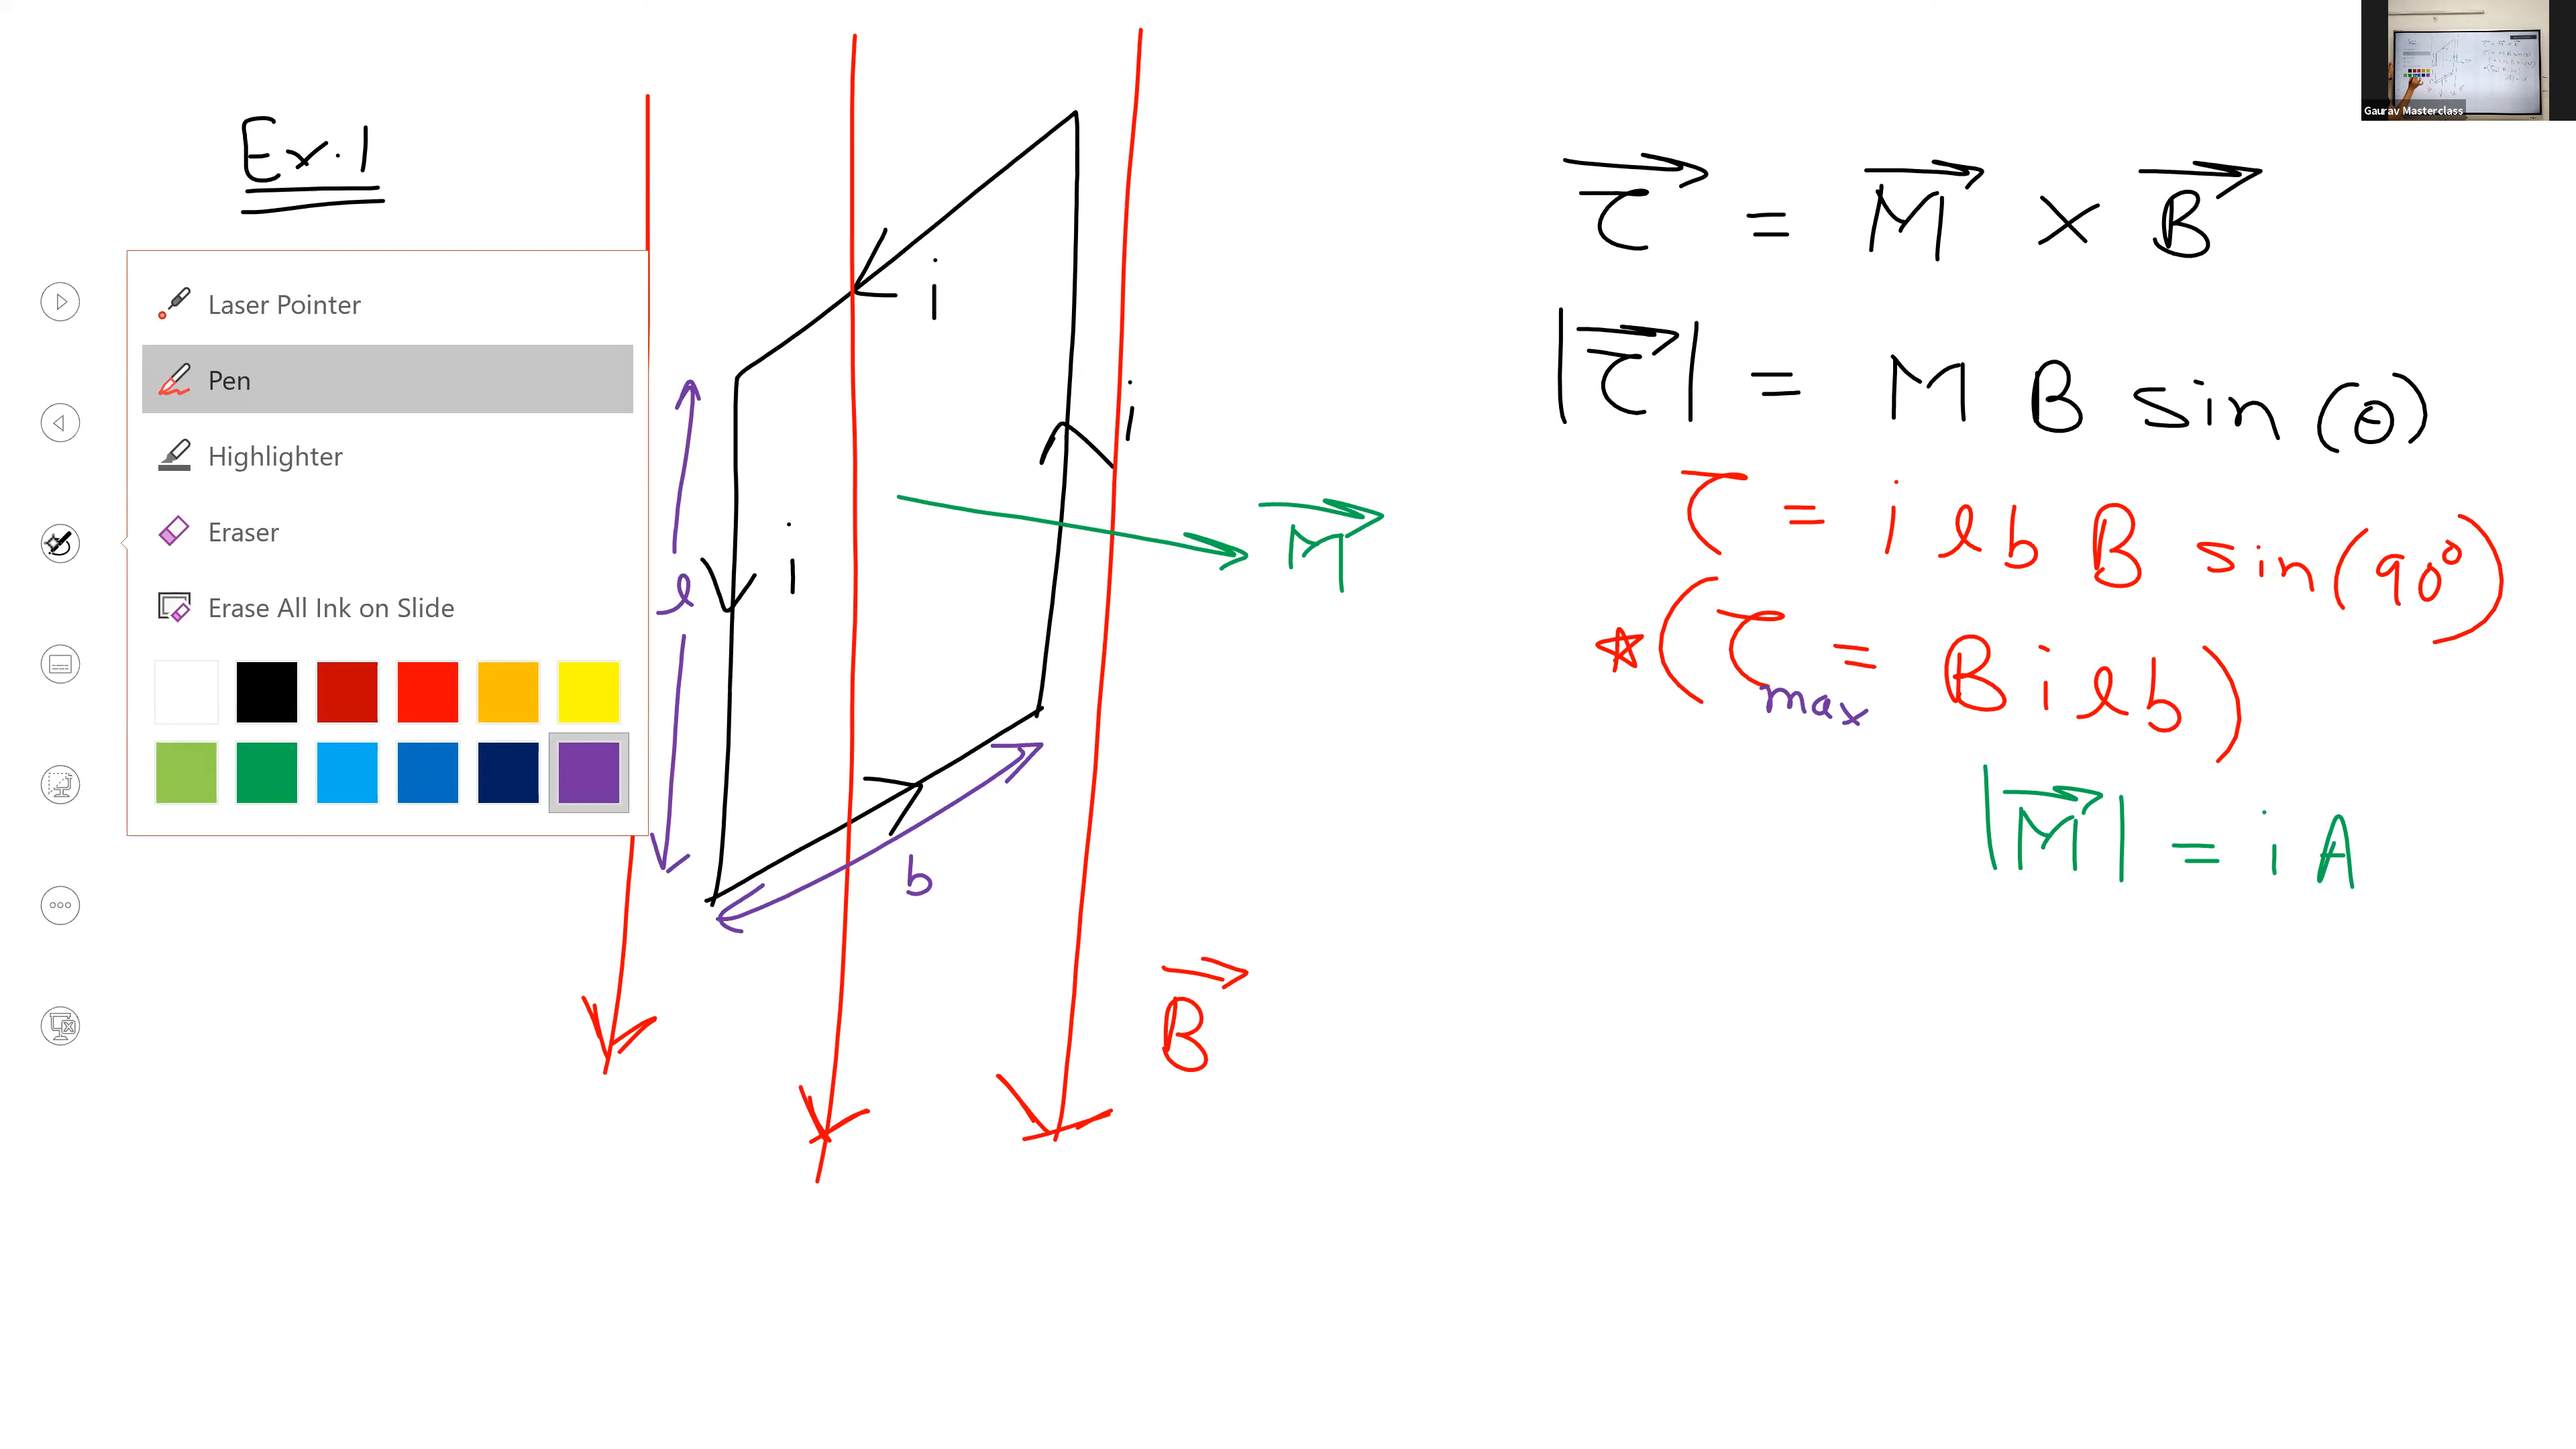 Gaurav Masterclass
Ex.1
Laser Pointer
Pen
Highlighter
Eraser
Erase All Ink on Slide
i
i
i
l
b
M
B
τ = M × B
|τ| = M B sin(θ)
τ = i l b B sin(90°)
☆(τmax = B i l b)
|M| = i A